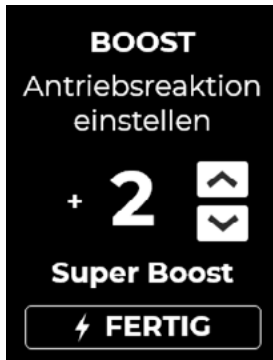 BOOST
Antriebsreaktion
einstellen
+ 2
Super Boost
FERTIG